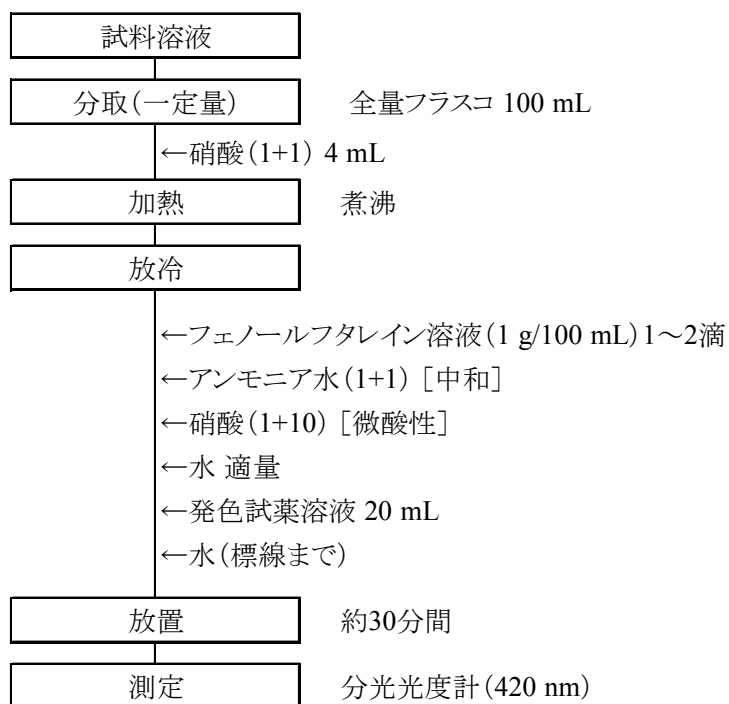 試料溶液
分取(一定量) 全量フラスコ 100 mL
←硝酸(1+1) 4 mL
加熱 煮沸
放冷
←フェノールフタレイン溶液(1 g/100 mL)1～2滴
←アンモニア水(1+1) [中和]
←硝酸(1+10) [微酸性]
←水 適量
←発色試薬溶液 20 mL
←水(標線まで)
放置 約30分間
測定 分光光度計(420 nm)